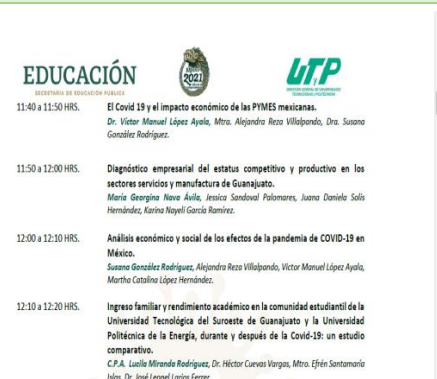 EDUCACIÓN
SECRETARÍA DE EDUCACIÓN PÚBLICA
2021
UT,P
11:40 a 11:50 HRS.
El Covid 19 y el impacto económico de las PYMES mexicanas.
Dr. Víctor Manuel López Ayala, Mtra. Alejandra Reza Villalpando, Dra. Susana
González Rodríguez.
11:50 a 12:00 HRS.
Diagnóstico empresarial del estatus competitivo y productivo en los
sectores servicios y manufactura de Guanajuato.
María Georgina Nava Ávila, Jessica Sandoval Palomares, Juana Daniela Solís
Hernández, Karina Nayeli García Ramírez.
12:00 a 12:10 HRS.
Análisis económico y social de los efectos de la pandemia de COVID-19 en
México.
Susana González Rodríguez, Alejandra Reza Villalpando, Victor Manuel López Ayala,
Martha Catalina López Hernández.
12:10 a 12:20 HRS.
Ingreso familiar y rendimiento académico en la comunidad estudiantil de la
Universidad Tecnológica del Suroeste de Guanajuato y la Universidad
Politécnica de la Energía, durante y después de la Covid-19: un estudio
comparativo.
C.P.A. Lucila Miranda Rodríguez, Dr. Héctor Cuevas Vargas, Mtro. Efrén Santamaría
Islas, Dr. José Leonel Larios Ferrer